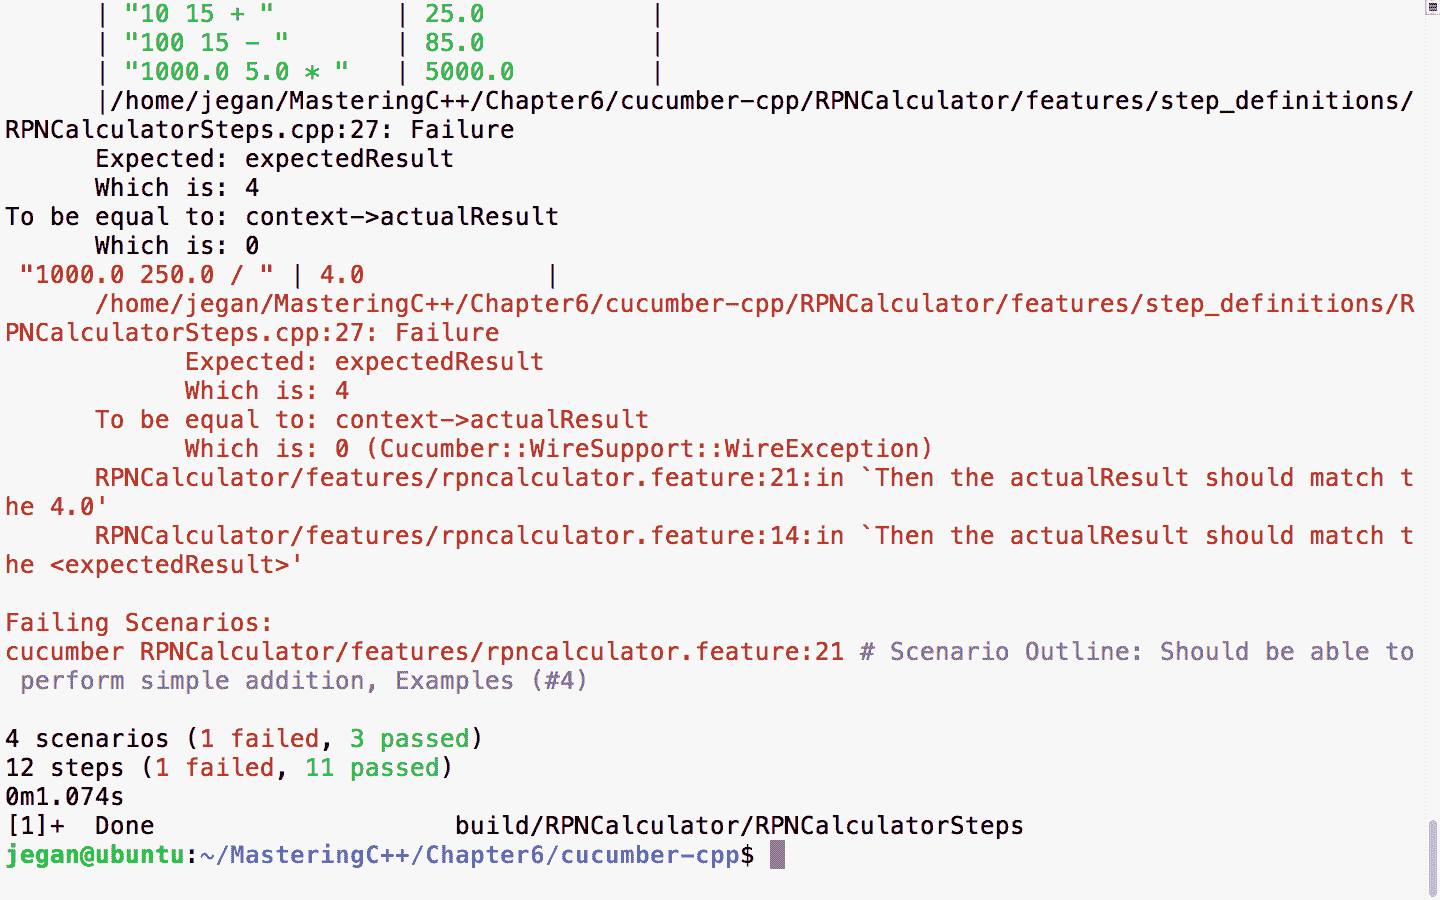 | "10 15 + " | 25.0 |
| "100 15 - " | 85.0 |
| "1000.0 5.0 * " | 5000.0 |
|/home/jegan/MasteringC++/Chapter6/cucumber-cpp/RPNCalculator/features/step_definitions/
RPNCalculatorSteps.cpp:27: Failure
Expected: expectedResult
Which is: 4
To be equal to: context->actualResult
Which is: 0
"1000.0 250.0 / " | 4.0 |
/home/jegan/MasteringC++/Chapter6/cucumber-cpp/RPNCalculator/features/step_definitions/R
PNCalculatorSteps.cpp:27: Failure
Expected: expectedResult
Which is: 4
To be equal to: context->actualResult
Which is: 0 (Cucumber::WireSupport::WireException)
RPNCalculator/features/rpncalculator.feature:21:in `Then the actualResult should match t
he 4.0'
RPNCalculator/features/rpncalculator.feature:14:in `Then the actualResult should match t
he <expectedResult>'
Failing Scenarios:
cucumber RPNCalculator/features/rpncalculator.feature:21 # Scenario Outline: Should be able to
perform simple addition, Examples (#4)
4 scenarios (1 failed, 3 passed)
12 steps (1 failed, 11 passed)
0m1.074s
[1]+ Done build/RPNCalculator/RPNCalculatorSteps
jegan@ubuntu:~/MasteringC++/Chapter6/cucumber-cpp$